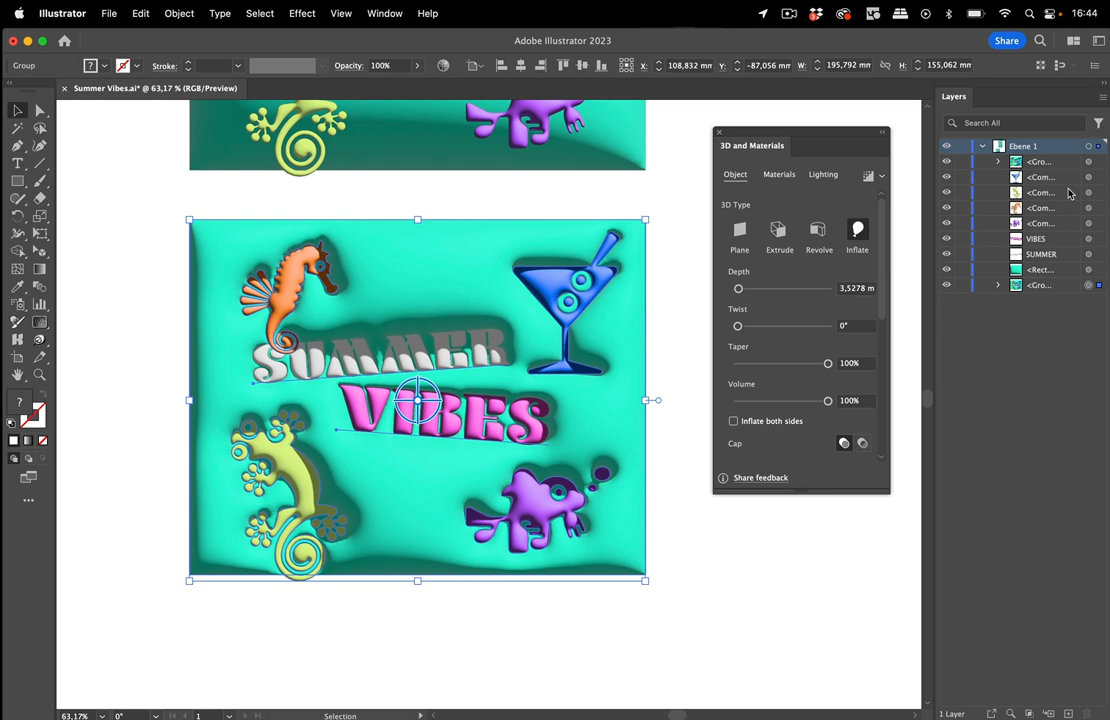 Illustrator File Edit Object Type Select Effect View Window Help 16:44
Adobe Illustrator 2023 Share
Group ? Stroke: Opacity: 100% X: 108,832 mm Y: -87,056 mm W: 195,792 mm H: 155,062 mm
Summer Vibes.ai* @ 63,17 % (RGB/Preview)
Layers
Search All
Ebene 1
<Gro...
<Com...
<Com...
<Com...
<Com...
VIBES
SUMMER
<Rect...
<Gro...
3D and Materials
Object Materials Lighting
3D Type
Plane Extrude Revolve Inflate
Depth
3,5278 m
Twist
0°
Taper
100%
Volume
100%
Inflate both sides
Cap
Share feedback
SUMMER
VIBES
?
63,17% 0° 1 Selection
1 Layer